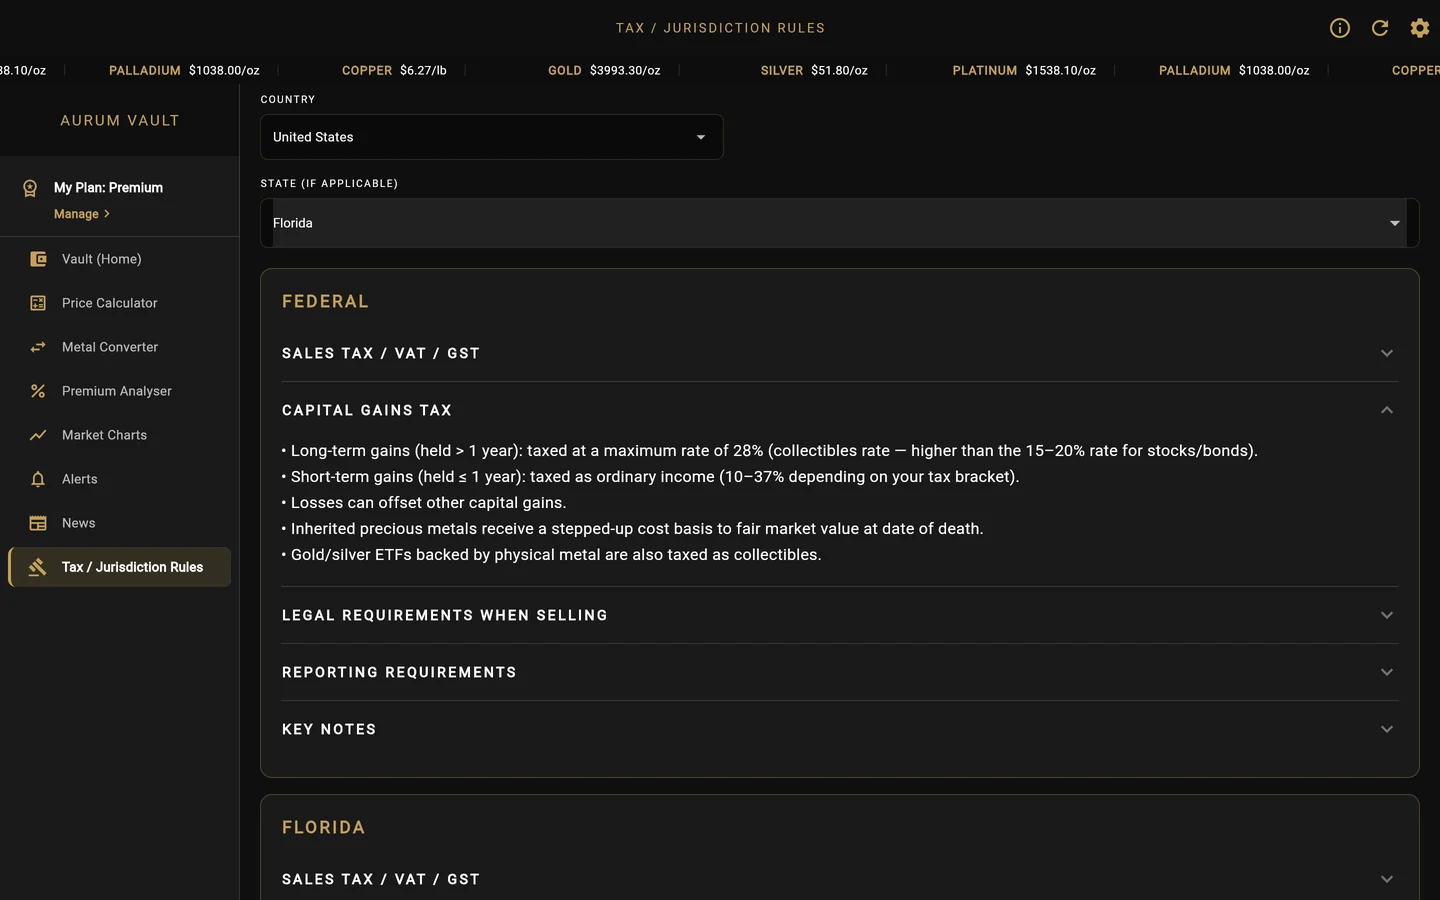 TAX / JURISDICTION RULES
38.10/oz PALLADIUM $1038.00/oz COPPER $6.27/lb GOLD $3993.30/oz SILVER $51.80/oz PLATINUM $1538.10/oz PALLADIUM $1038.00/oz COPPER
AURUM VAULT
My Plan: Premium
Manage >
Vault (Home)
Price Calculator
Metal Converter
Premium Analyser
Market Charts
Alerts
News
Tax / Jurisdiction Rules
COUNTRY
United States
STATE (IF APPLICABLE)
Florida
FEDERAL
SALES TAX / VAT / GST
CAPITAL GAINS TAX
• Long-term gains (held > 1 year): taxed at a maximum rate of 28% (collectibles rate — higher than the 15–20% rate for stocks/bonds).
• Short-term gains (held ≤ 1 year): taxed as ordinary income (10–37% depending on your tax bracket).
• Losses can offset other capital gains.
• Inherited precious metals receive a stepped-up cost basis to fair market value at date of death.
• Gold/silver ETFs backed by physical metal are also taxed as collectibles.
LEGAL REQUIREMENTS WHEN SELLING
REPORTING REQUIREMENTS
KEY NOTES
FLORIDA
SALES TAX / VAT / GST